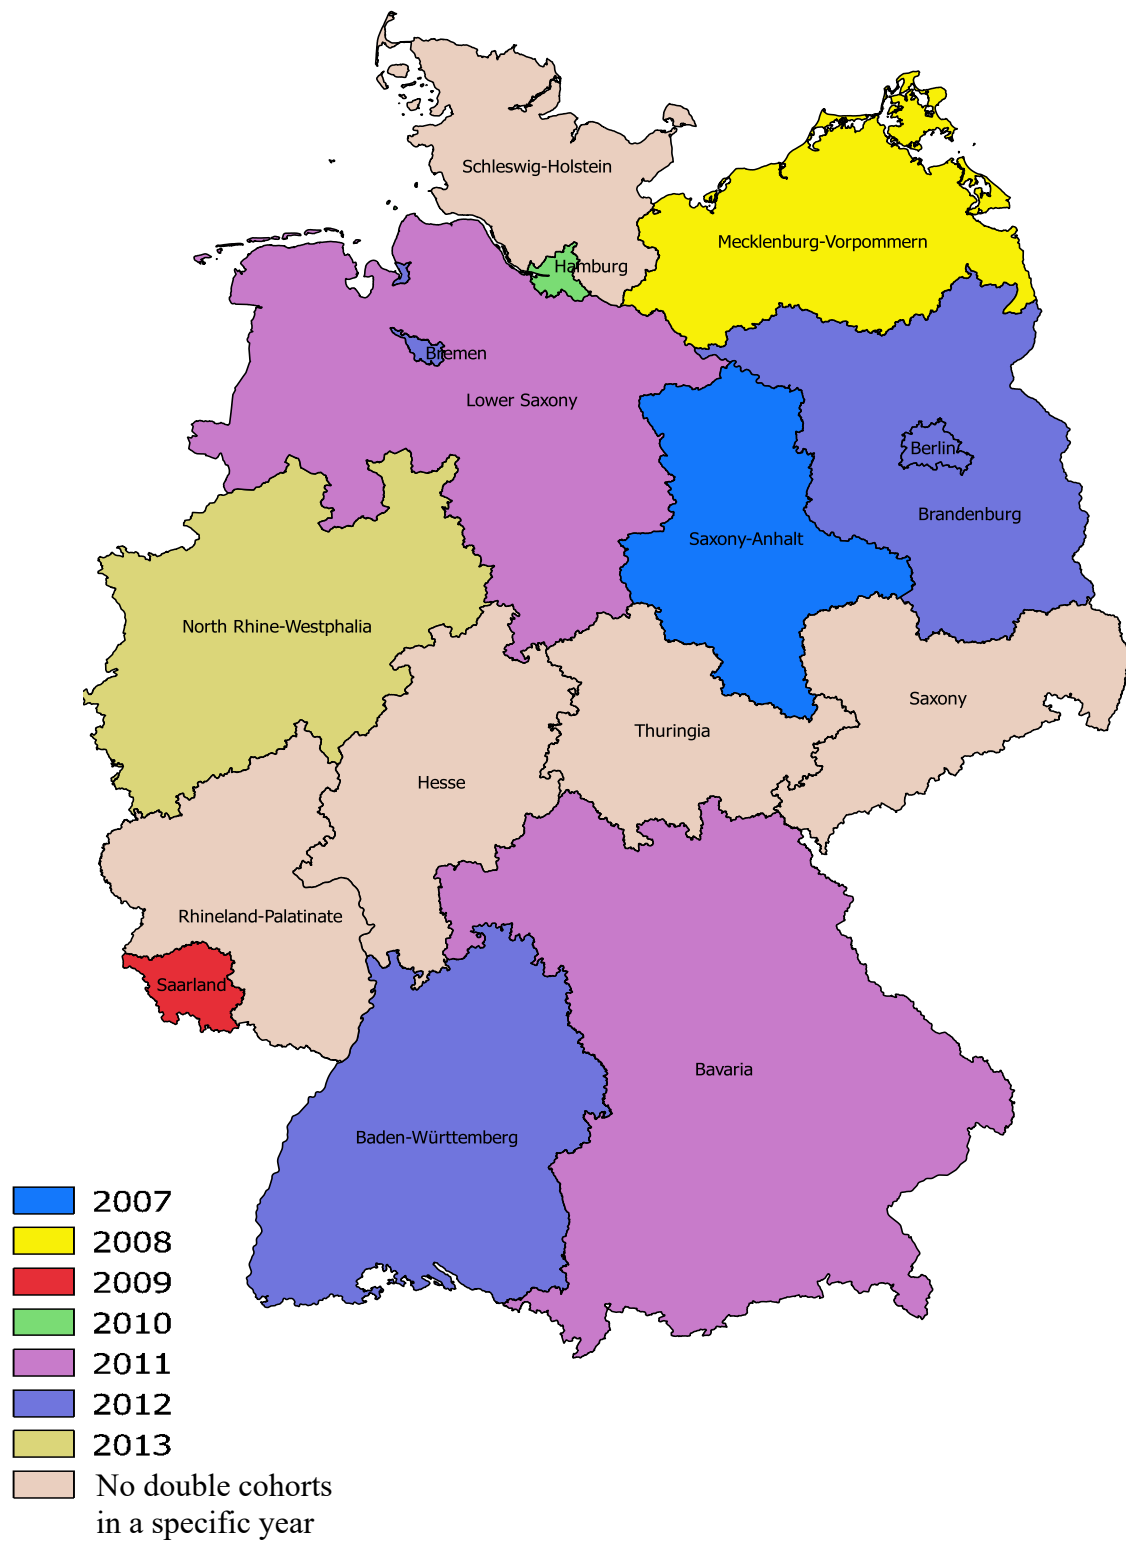 Schleswig-Holstein
Mecklenburg-Vorpommern
Hamburg
Bremen
Lower Saxony
Berlin
Brandenburg
Saxony-Anhalt
North Rhine-Westphalia
Saxony
Thuringia
Hesse
Rhineland-Palatinate
Saarland
Bavaria
Baden-Württemberg
2007
2008
2009
2010
2011
2012
2013
No double cohorts
in a specific year